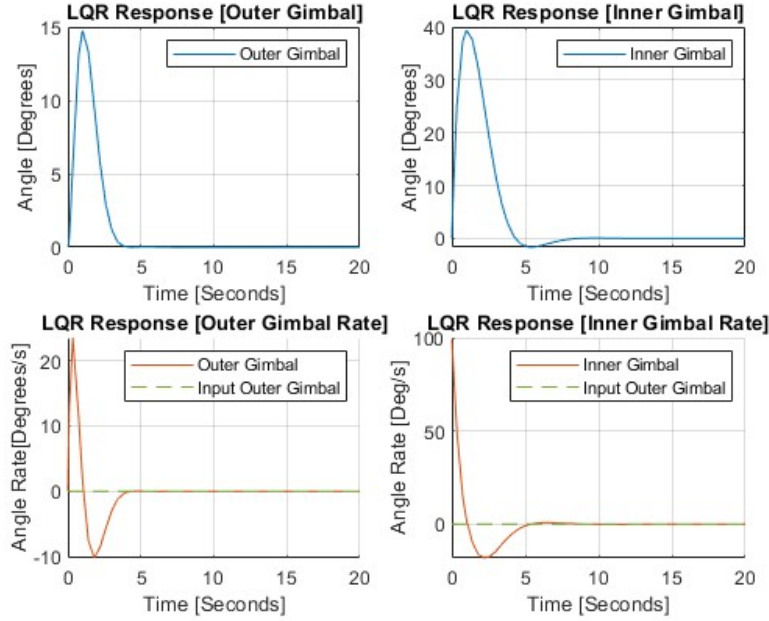 LQR Response [Outer Gimbal]
Angle [Degrees]
15
10
5
0
Outer Gimbal
0 5 10 15 20
Time [Seconds]
LQR Response [Inner Gimbal]
Angle [Degrees]
40
30
20
10
0
Inner Gimbal
0 5 10 15 20
Time [Seconds]
LQR Response [Outer Gimbal Rate]
Angle Rate[Degrees/s]
20
10
0
-10
Outer Gimbal
Input Outer Gimbal
0 5 10 15 20
Time [Seconds]
LQR Response [Inner Gimbal Rate]
Angle Rate [Deg/s]
100
50
0
Inner Gimbal
Input Outer Gimbal
0 5 10 15 20
Time [Seconds]